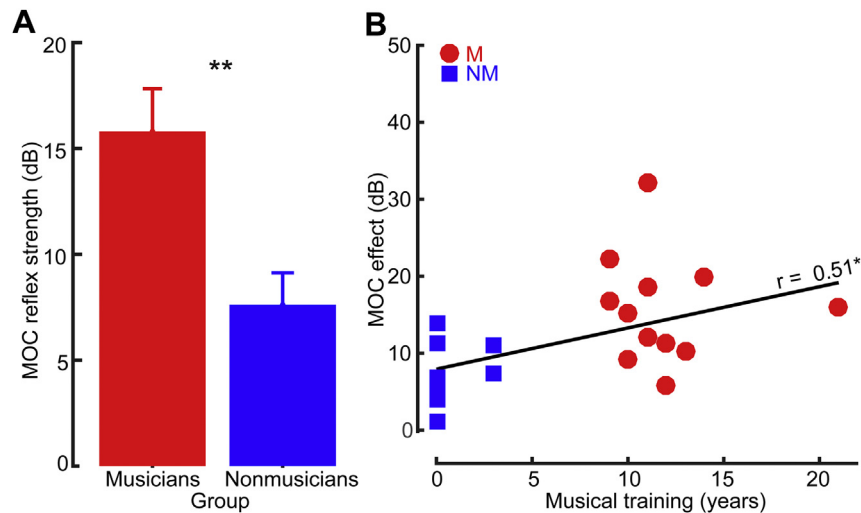 A
**
20
15
10
5
0
MOC reflex strength (dB)
Musicians Nonmusicians
Group
B
M
NM
50
40
30
20
10
0
MOC effect (dB)
r = 0.51*
0 5 10 15 20
Musical training (years)